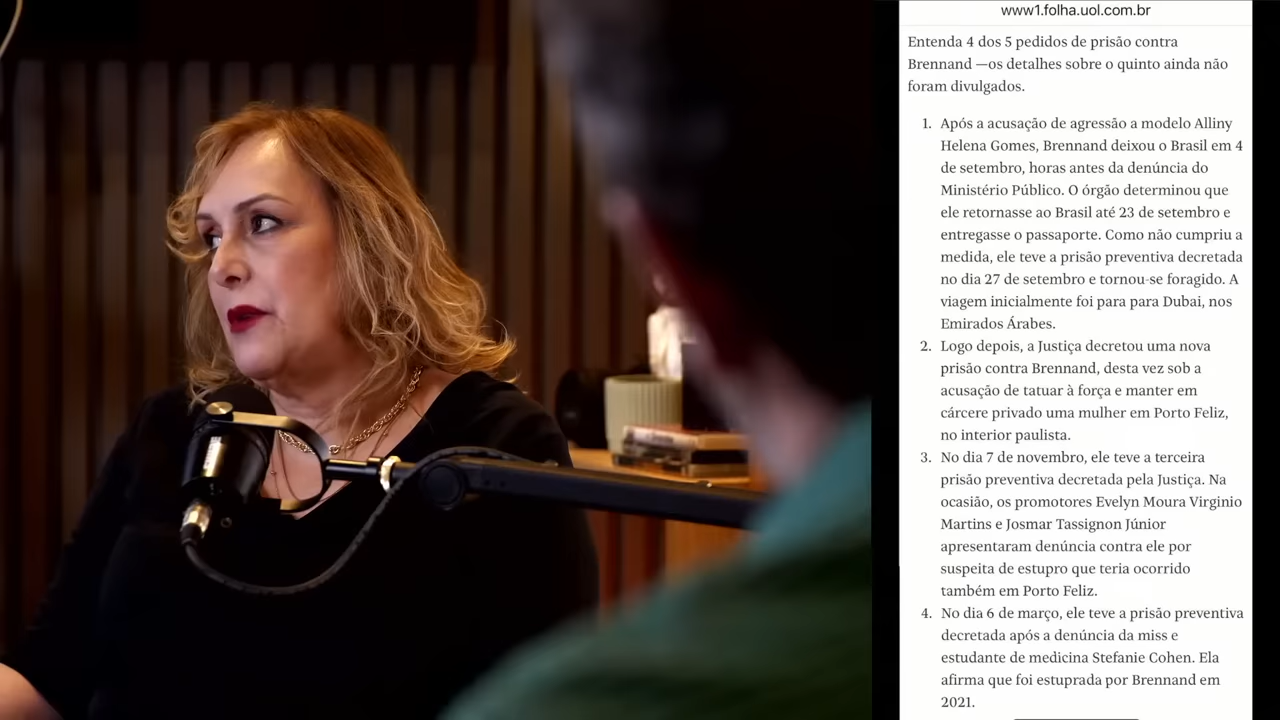 www1.folha.uol.com.br
Entenda 4 dos 5 pedidos de prisão contra
Brennand —os detalhes sobre o quinto ainda não
foram divulgados.
1. Após a acusação de agressão a modelo Alliny
Helena Gomes, Brennand deixou o Brasil em 4
de setembro, horas antes da denúncia do
Ministério Público. O órgão determinou que
ele retornasse ao Brasil até 23 de setembro e
entregasse o passaporte. Como não cumpriu a
medida, ele teve a prisão preventiva decretada
no dia 27 de setembro e tornou-se foragido. A
viagem inicialmente foi para para Dubai, nos
Emirados Árabes.
2. Logo depois, a Justiça decretou uma nova
prisão contra Brennand, desta vez sob a
acusação de tatuar à força e manter em
cárcere privado uma mulher em Porto Feliz,
no interior paulista.
3. No dia 7 de novembro, ele teve a terceira
prisão preventiva decretada pela Justiça. Na
ocasião, os promotores Evelyn Moura Virginio
Martins e Josmar Tassignon Júnior
apresentaram denúncia contra ele por
suspeita de estupro que teria ocorrido
também em Porto Feliz.
4. No dia 6 de março, ele teve a prisão preventiva
decretada após a denúncia da miss e
estudante de medicina Stefanie Cohen. Ela
afirma que foi estuprada por Brennand em
2021.